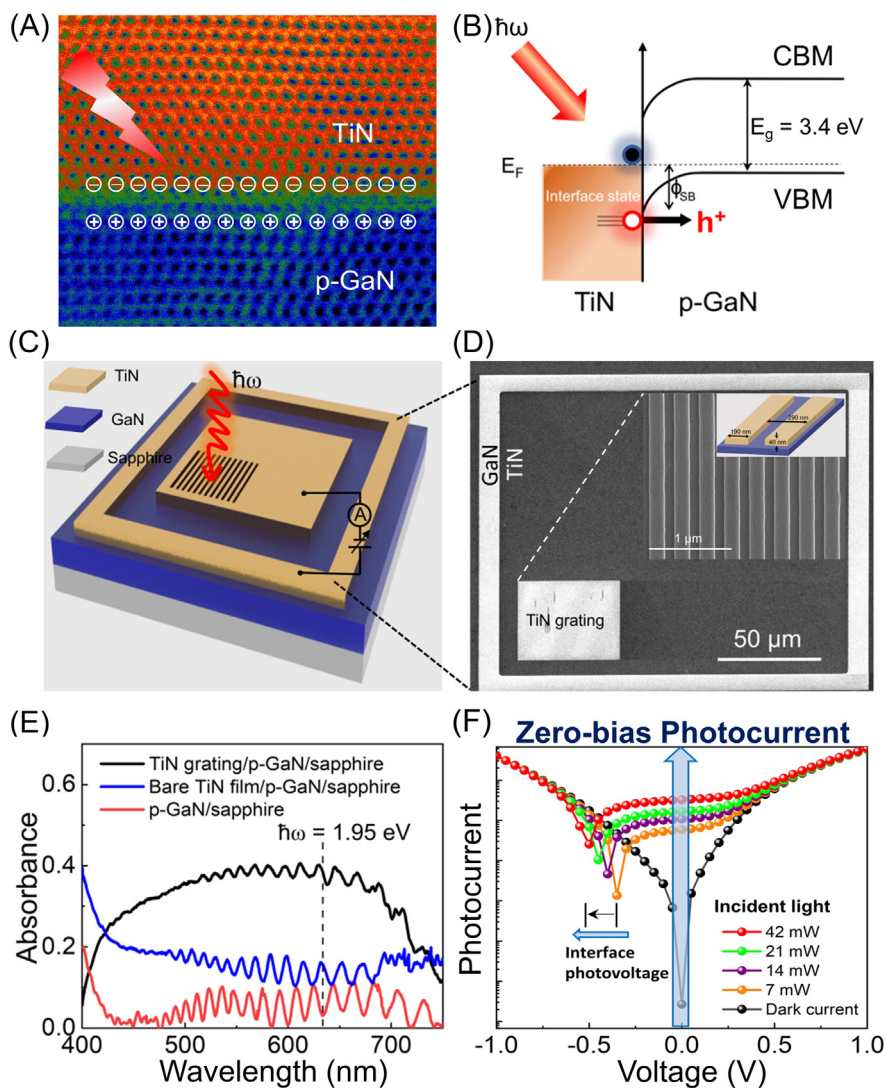 (A)
TiN
− − − − − − − − − − − − −
+ + + + + + + + + + + + +
p-GaN
(B)
ħω
CBM
E_g = 3.4 eV
E_F
Interface state
ϕ_SB
VBM
h⁺
TiN
p-GaN
(C)
TiN
GaN
Sapphire
ħω
A
(D)
GaN
TiN
190 nm
290 nm
40 nm
1 μm
TiN grating
50 μm
(E)
TiN grating/p-GaN/sapphire
Bare TiN film/p-GaN/sapphire
p-GaN/sapphire
ħω = 1.95 eV
Absorbance
0.6
0.4
0.2
0.0
400
500
600
700
Wavelength (nm)
(F)
Zero-bias Photocurrent
Photocurrent
Interface
photovoltage
Incident light
42 mW
21 mW
14 mW
7 mW
Dark current
-1.0
-0.5
0.0
0.5
1.0
Voltage (V)